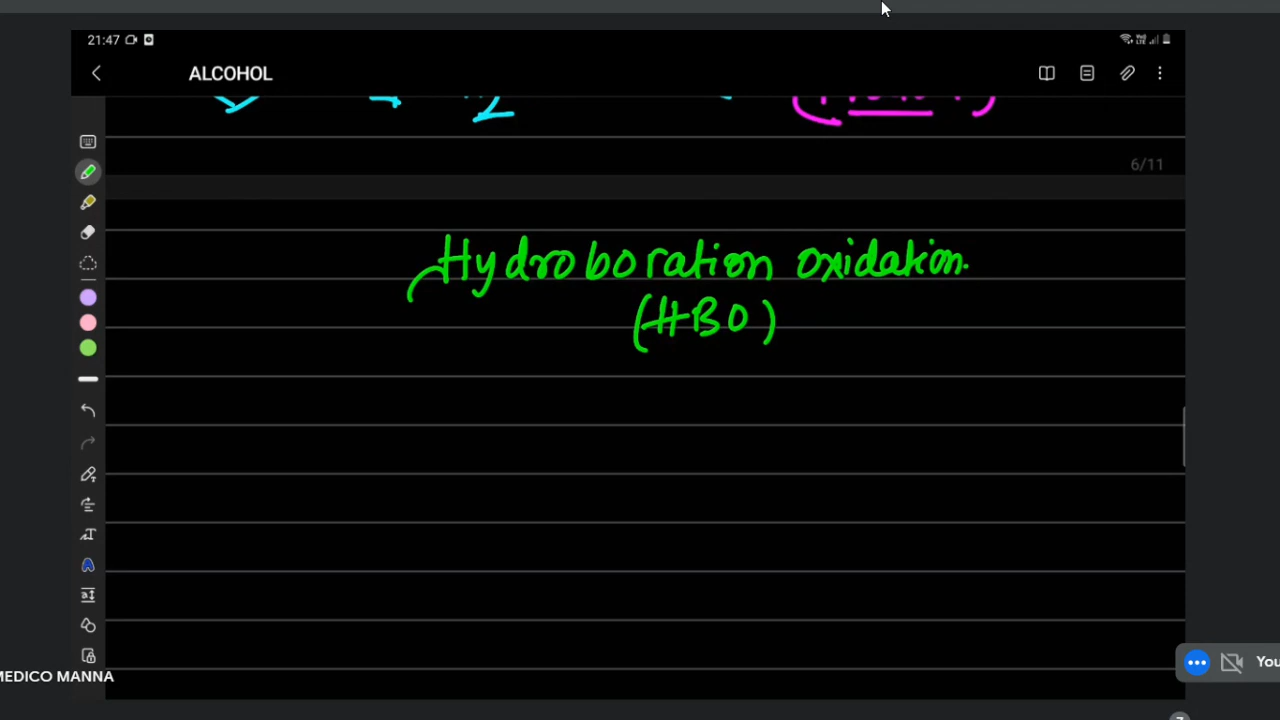 21:47
ALCOHOL
6/11
Hydroboration oxidation.
(HBO)
MEDICO MANNA
You